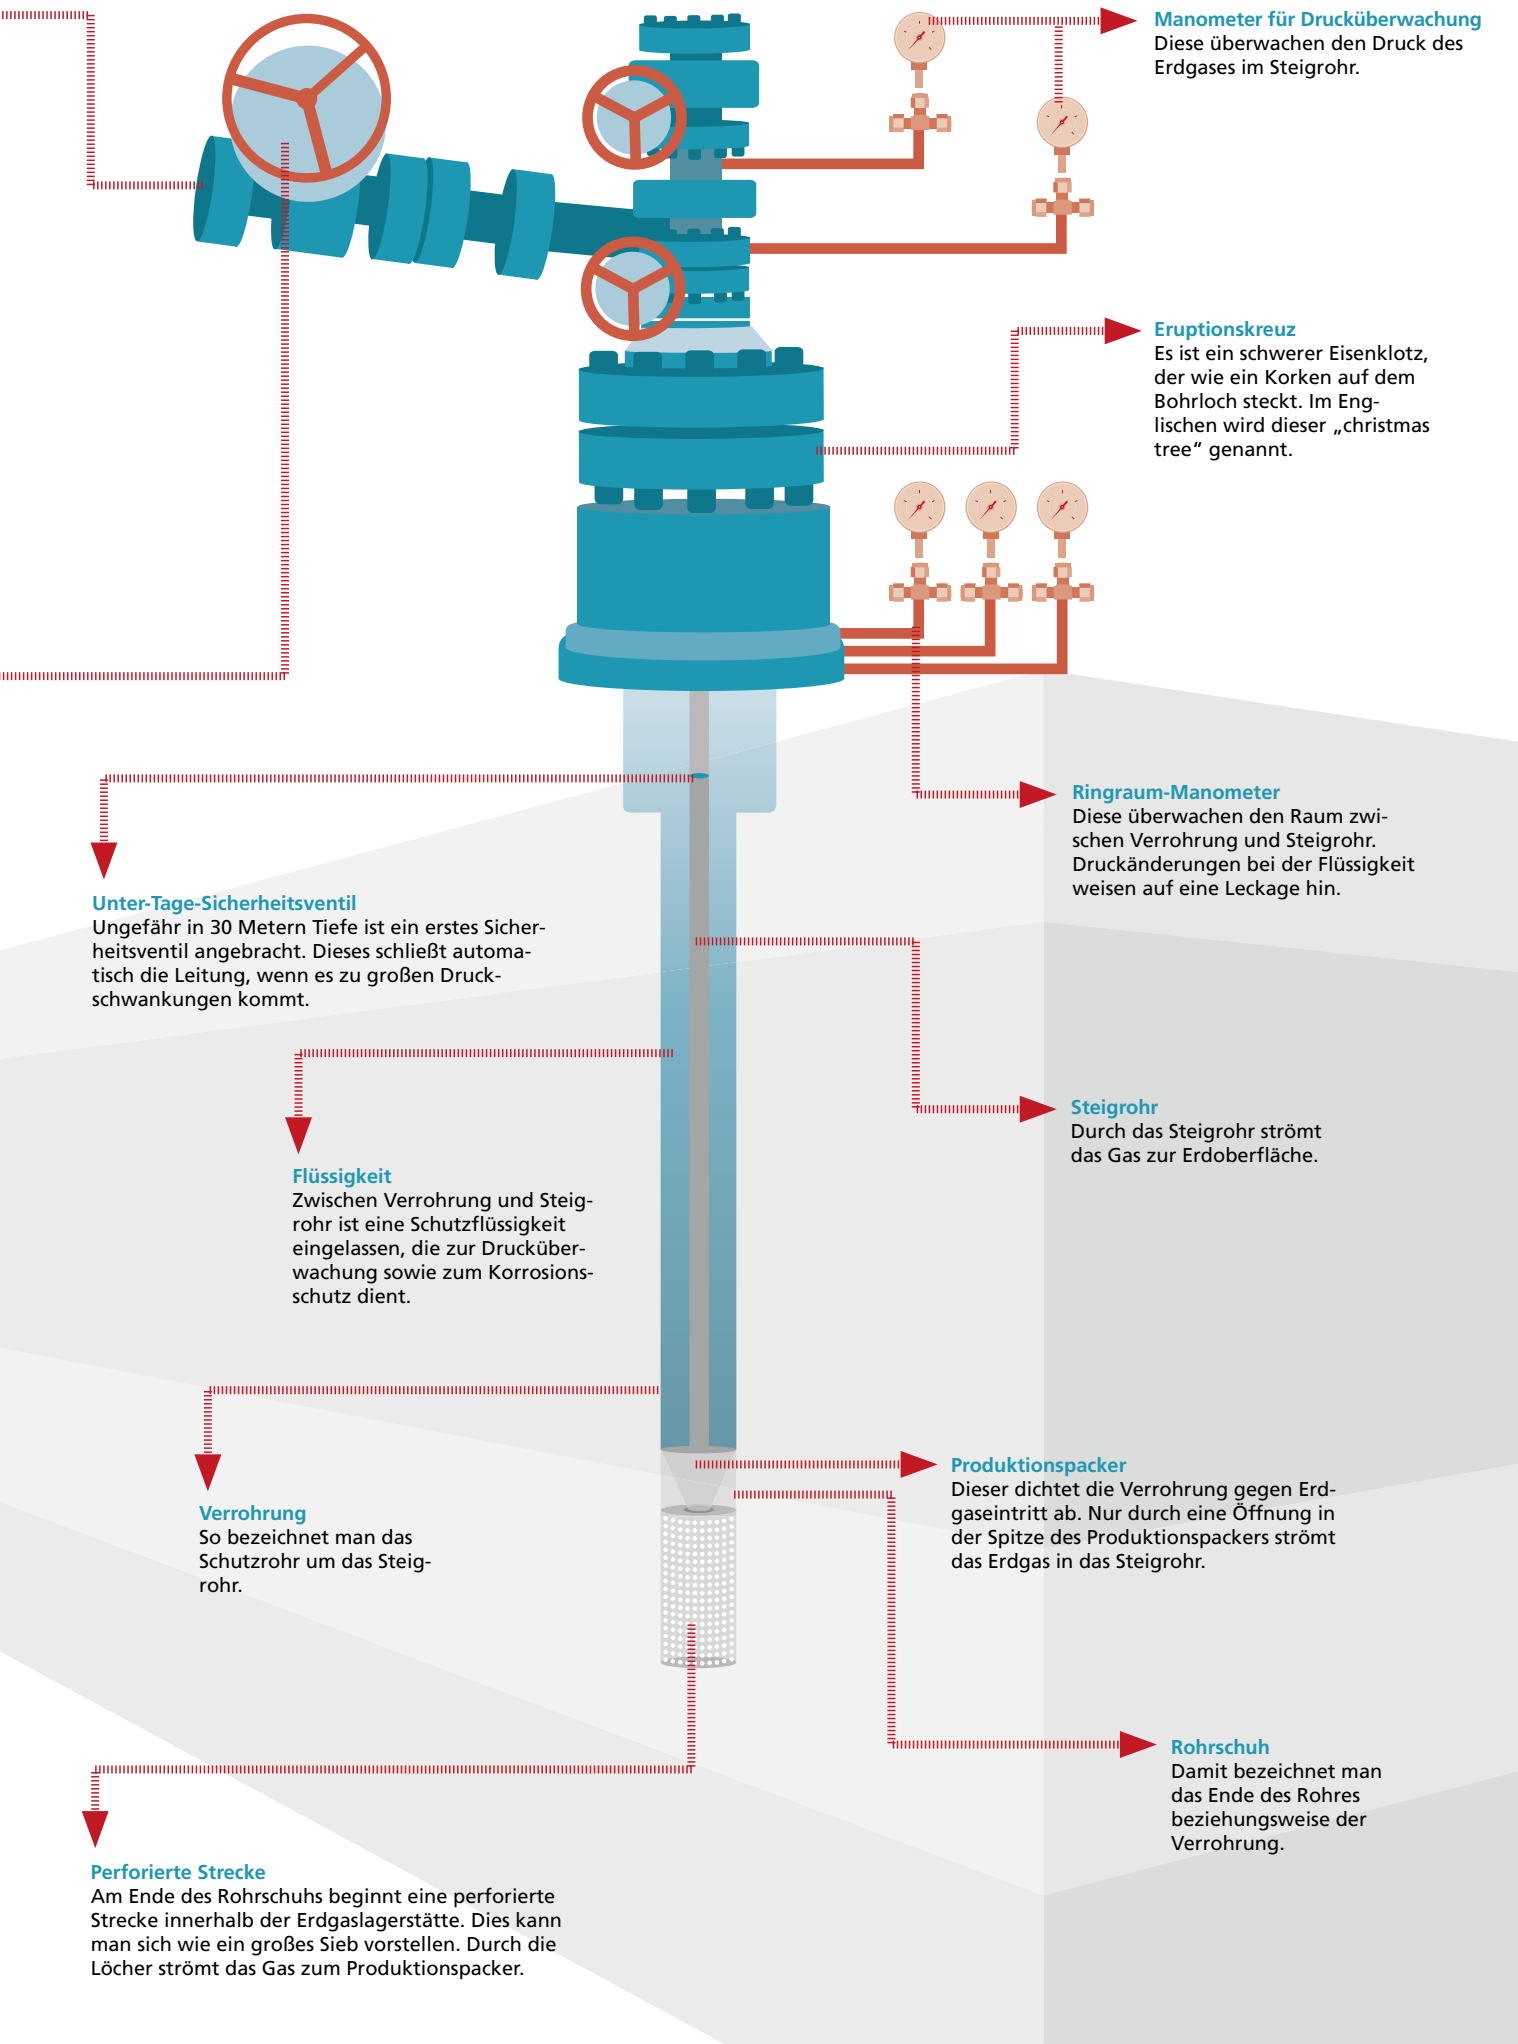 Manometer für Drucküberwachung
Diese überwachen den Druck des
Erdgases im Steigrohr.
Eruptionskreuz
Es ist ein schwerer Eisenklotz,
der wie ein Korken auf dem
Bohrloch steckt. Im Eng-
lischen wird dieser „christmas
tree“ genannt.
Ringraum-Manometer
Diese überwachen den Raum zwi-
schen Verrohrung und Steigrohr.
Druckänderungen bei der Flüssigkeit
weisen auf eine Leckage hin.
Unter-Tage-Sicherheitsventil
Ungefähr in 30 Metern Tiefe ist ein erstes Sicher-
heitsventil angebracht. Dieses schließt automa-
tisch die Leitung, wenn es zu großen Druck-
schwankungen kommt.
Steigrohr
Durch das Steigrohr strömt
das Gas zur Erdoberfläche.
Flüssigkeit
Zwischen Verrohrung und Steig-
rohr ist eine Schutzflüssigkeit
eingelassen, die zur Drucküber-
wachung sowie zum Korrosions-
schutz dient.
Produktionspacker
Dieser dichtet die Verrohrung gegen Erd-
gaseintritt ab. Nur durch eine Öffnung in
der Spitze des Produktionspackers strömt
das Erdgas in das Steigrohr.
Verrohrung
So bezeichnet man das
Schutzrohr um das Steig-
rohr.
Rohrschuh
Damit bezeichnet man
das Ende des Rohres
beziehungsweise der
Verrohrung.
Perforierte Strecke
Am Ende des Rohrschuhs beginnt eine perforierte
Strecke innerhalb der Erdgaslagerstätte. Dies kann
man sich wie ein großes Sieb vorstellen. Durch die
Löcher strömt das Gas zum Produktionspacker.